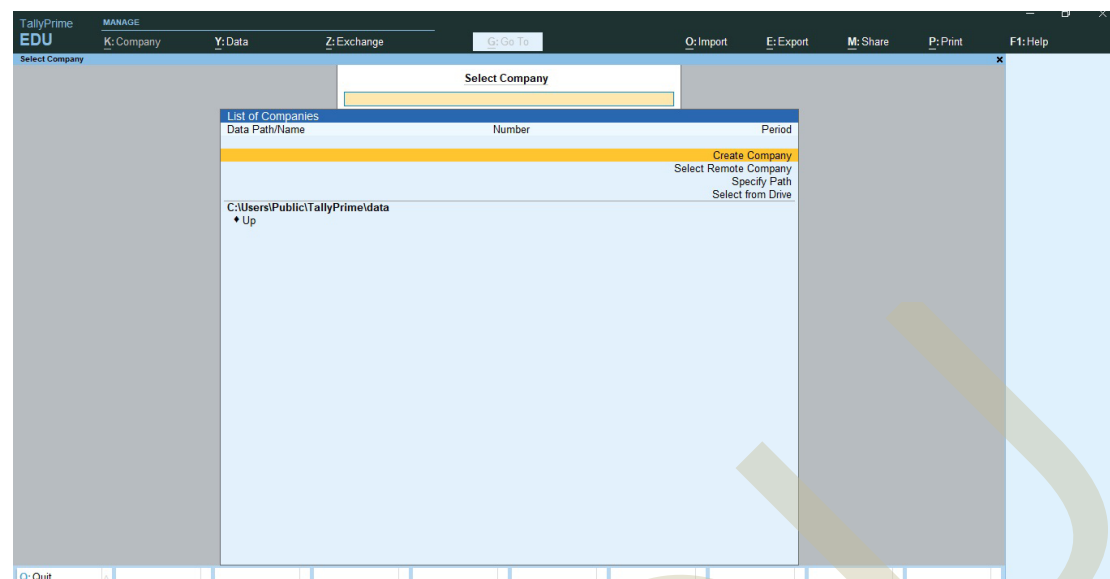 TallyPrime MANAGE
EDU K: Company Y: Data Z: Exchange G: Go To O: Import E: Export M: Share P: Print F1: Help
Select Company
Select Company
List of Companies
Data Path/Name Number Period
Create Company
Select Remote Company
Specify Path
Select from Drive
C:\Users\Public\TallyPrime\data
♦ Up
Q: Quit